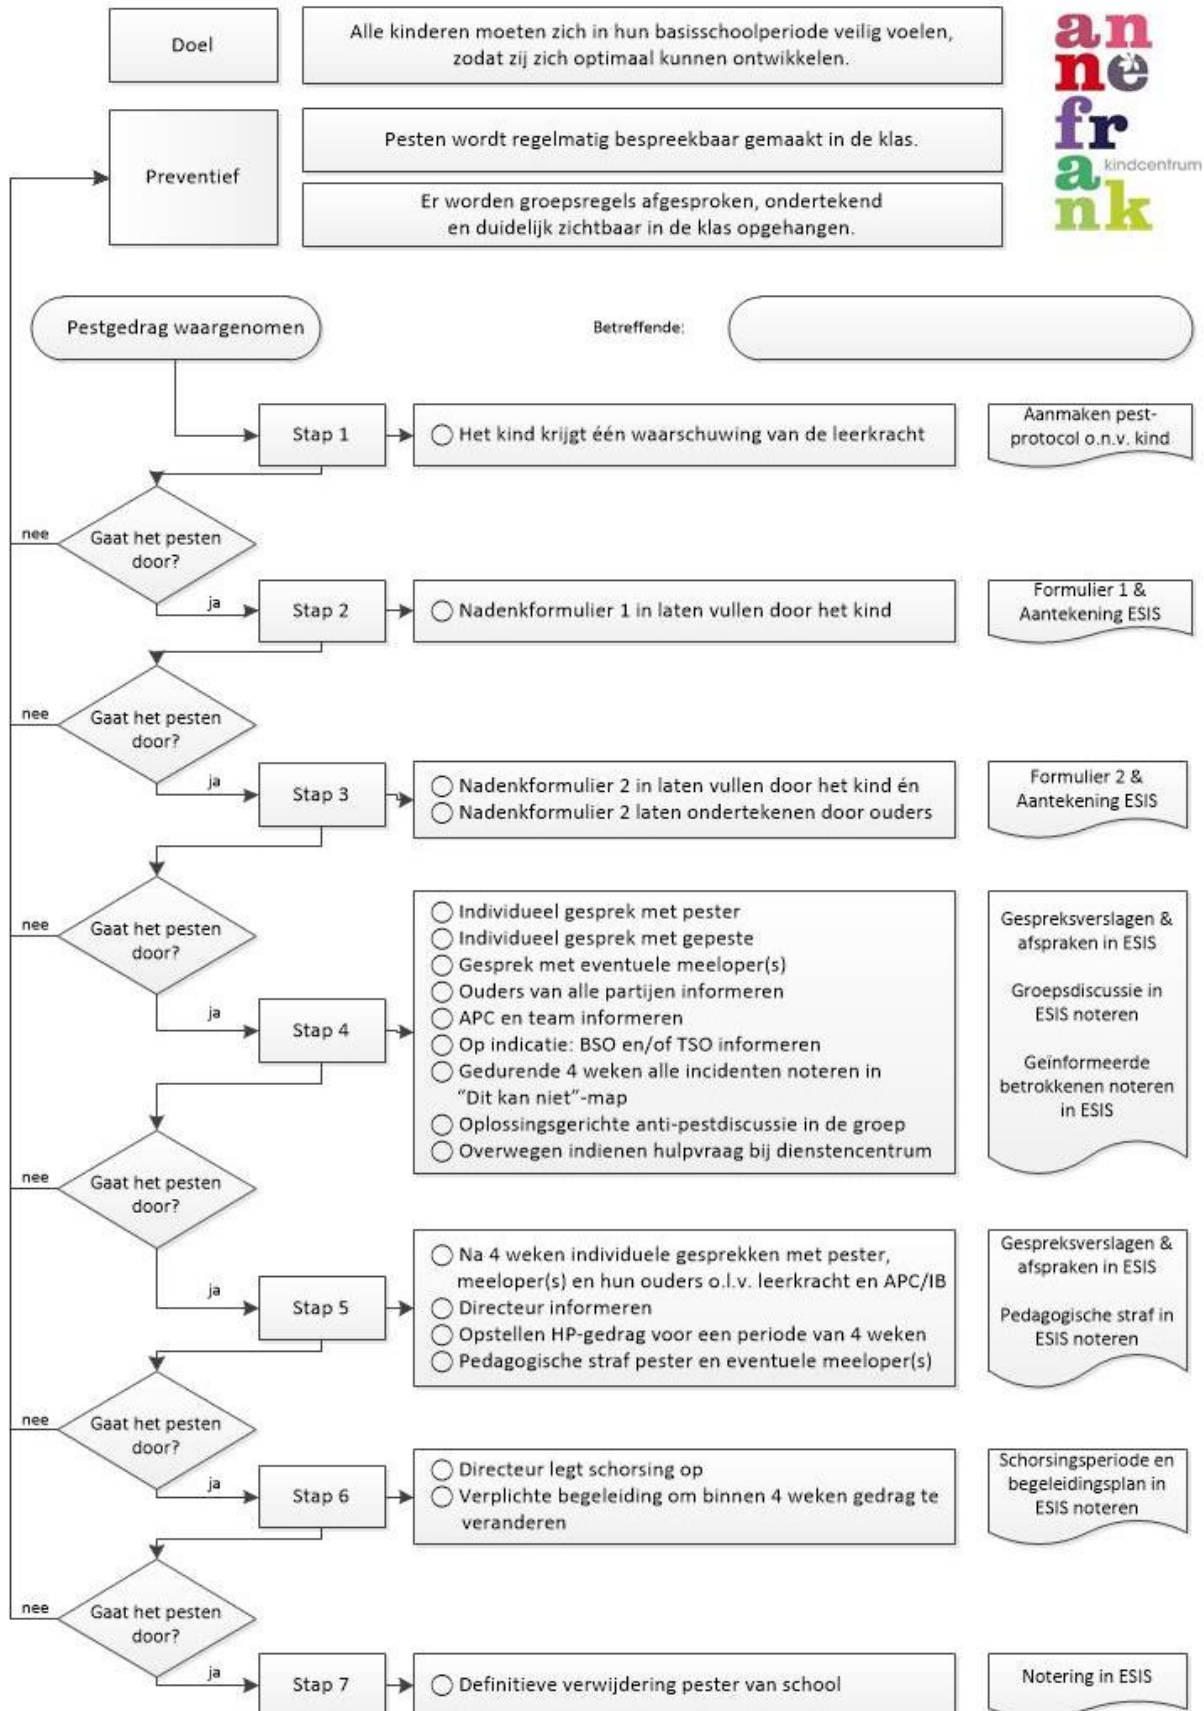 Doel
Alle kinderen moeten zich in hun basisschoolperiode veilig voelen,
zodat zij zich optimaal kunnen ontwikkelen.
an
ne
fr
a
nk
kindcentrum
Preventief
Pesten wordt regelmatig bespreekbaar gemaakt in de klas.
Er worden groepsregels afgesproken, ondertekend
en duidelijk zichtbaar in de klas opgehangen.
Pestgedrag waargenomen
Betreffende:
Stap 1
Het kind krijgt één waarschuwing van de leerkracht
Aanmaken pest-
protocol o.n.v. kind
Gaat het pesten
door?
nee
ja
Stap 2
Nadenkformulier 1 in laten vullen door het kind
Formulier 1 &
Aantekening ESIS
Gaat het pesten
door?
nee
ja
Stap 3
Nadenkformulier 2 in laten vullen door het kind én
Nadenkformulier 2 laten ondertekenen door ouders
Formulier 2 &
Aantekening ESIS
Gaat het pesten
door?
nee
ja
Stap 4
Individueel gesprek met pester
Individueel gesprek met gepeste
Gesprek met eventuele meeloper(s)
Ouders van alle partijen informeren
APC en team informeren
Op indicatie: BSO en/of TSO informeren
Gedurende 4 weken alle incidenten noteren in
“Dit kan niet”-map
Oplossingsgerichte anti-pestdiscussie in de groep
Overwegen indienen hulpvraag bij dienstencentrum
Gespreksverslagen &
afspraken in ESIS
Groepsdiscussie in
ESIS noteren
Geïnformeerde
betrokkenen noteren
in ESIS
Gaat het pesten
door?
nee
ja
Stap 5
Na 4 weken individuele gesprekken met pester,
meeloper(s) en hun ouders o.l.v. leerkracht en APC/IB
Directeur informeren
Opstellen HP-gedrag voor een periode van 4 weken
Pedagogische straf pester en eventuele meeloper(s)
Gespreksverslagen &
afspraken in ESIS
Pedagogische straf in
ESIS noteren
Gaat het pesten
door?
nee
ja
Stap 6
Directeur legt schorsing op
Verplichte begeleiding om binnen 4 weken gedrag te
veranderen
Schorsingsperiode en
begeleidingsplan in
ESIS noteren
Gaat het pesten
door?
nee
ja
Stap 7
Definitieve verwijdering pester van school
Notering in ESIS